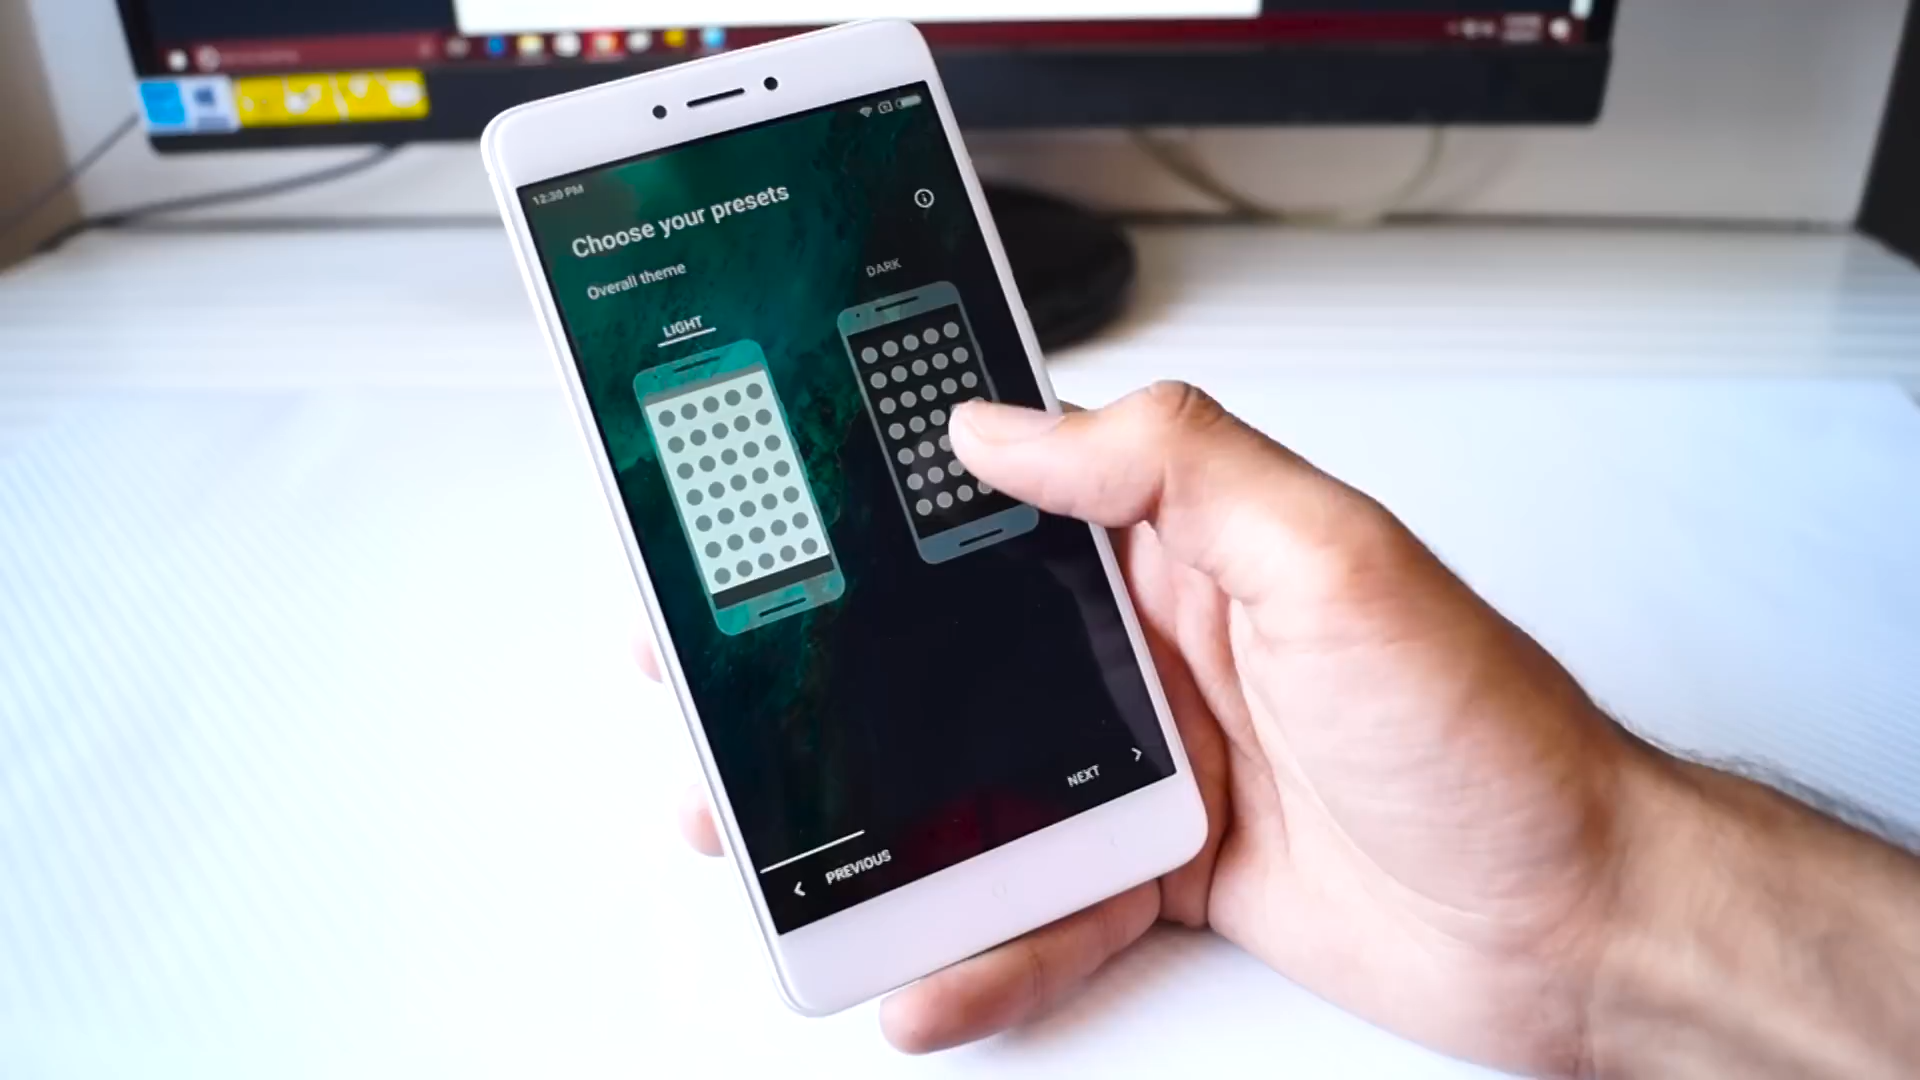 12:30 PM
Choose your presets
Overall theme
LIGHT
DARK
NEXT
PREVIOUS